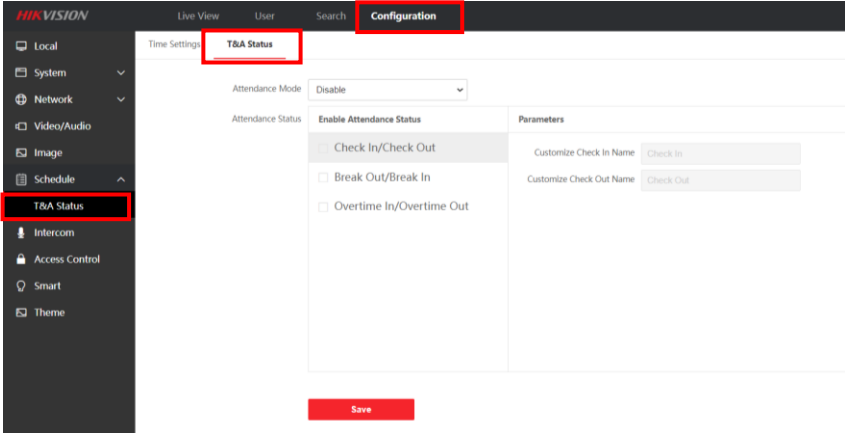 HIKVISION
Live View User Search Configuration
Local
System
Network
Video/Audio
Image
Schedule
T&A Status
Intercom
Access Control
Smart
Theme
Time Settings T&A Status
Attendance Mode Disable
Attendance Status Enable Attendance Status Parameters
Check In/Check Out
Break Out/Break In
Overtime In/Overtime Out
Customize Check In Name Check In
Customize Check Out Name Check Out
Save